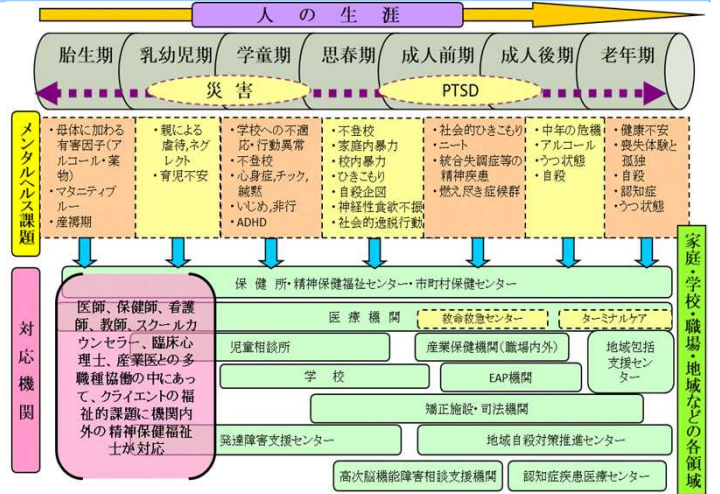 人の生涯
胎生期
乳幼児期
学童期
思春期
成人前期
成人後期
老年期
災害
PTSD
メンタルヘルス課題
・母体に加わる
有害因子(ア
ルコール・薬
物)
・マタニティブ
ルー
・産褥期
・親による
虐待,ネグ
レクト
・育児不安
・学校への不適
応・行動異常
・不登校
・心身症,チック,
緘黙
・いじめ,非行
・ADHD
・不登校
・家庭内暴力
・校内暴力
・ひきこもり
・自殺企図
・神経性食欲不振
・社会的逸脱行動
・社会的ひきこもり
・ニート
・統合失調症等の
精神疾患
・燃え尽き症候群
・中年の危機
・アルコール
・うつ状態
・自殺
・健康不安
・喪失体験と
孤独
・自殺
・認知症
・うつ状態
対応機関
保健所・精神保健福祉センター・市町村保健センター
医師、保健師、看護
師、教師、スクールカ
ウンセラー、臨床心
理士、産業医との多
職種協働の中にあっ
て、クライエントの福
祉的課題に機関内
外の精神保健福祉
士が対応
医療機関
救命救急センター
ターミナルケア
児童相談所
産業保健機関(職場内外)
地域包括
支援セン
ター
学校
EAP機関
矯正施設・司法機関
発達障害支援センター
地域自殺対策推進センター
高次脳機能障害相談支援機関
認知症疾患医療センター
家庭・学校・職場・地域などの各領域